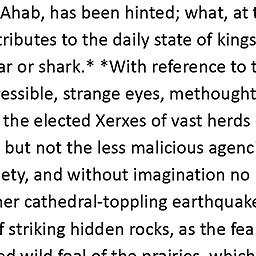 Ahab, has been hinted; what, at
tributes to the daily state of kings
or shark.* *With reference to
essible, strange eyes, methought
the elected Xerxes of vast herds
but not the less malicious agenc
ety, and without imagination no
her cathedral-toppling earthquake
striking hidden rocks, as the fea
wild foal of the prairies, which